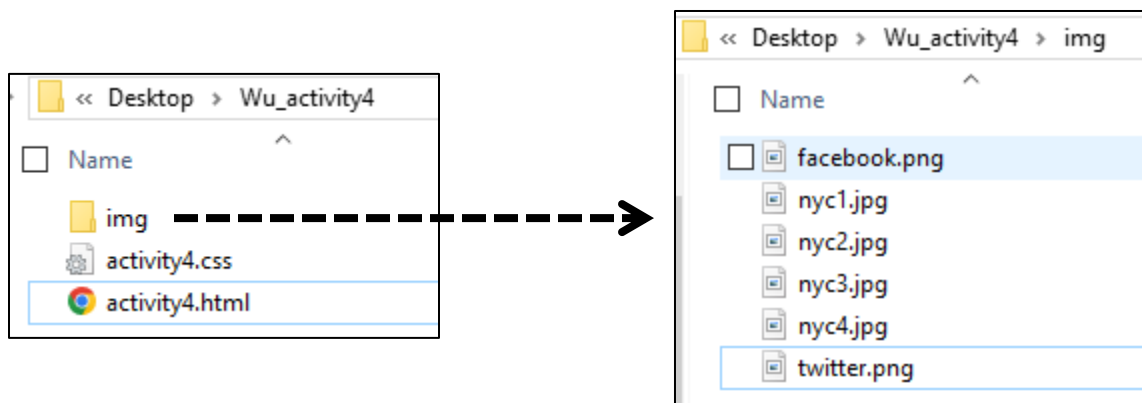 « Desktop > Wu_activity4
Name
img
activity4.css
activity4.html
« Desktop > Wu_activity4 > img
Name
facebook.png
nyc1.jpg
nyc2.jpg
nyc3.jpg
nyc4.jpg
twitter.png